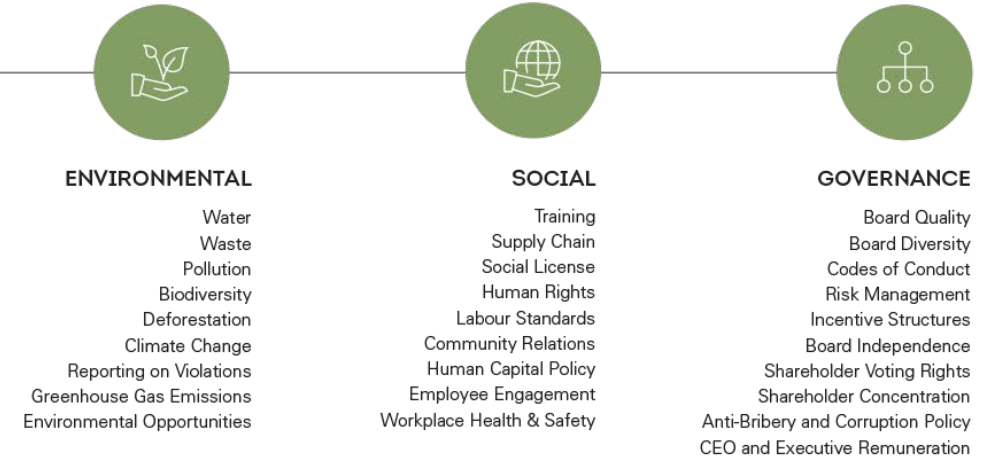 ENVIRONMENTAL
Water
Waste
Pollution
Biodiversity
Deforestation
Climate Change
Reporting on Violations
Greenhouse Gas Emissions
Environmental Opportunities
SOCIAL
Training
Supply Chain
Social License
Human Rights
Labour Standards
Community Relations
Human Capital Policy
Employee Engagement
Workplace Health & Safety
GOVERNANCE
Board Quality
Board Diversity
Codes of Conduct
Risk Management
Incentive Structures
Board Independence
Shareholder Voting Rights
Shareholder Concentration
Anti-Bribery and Corruption Policy
CEO and Executive Remuneration